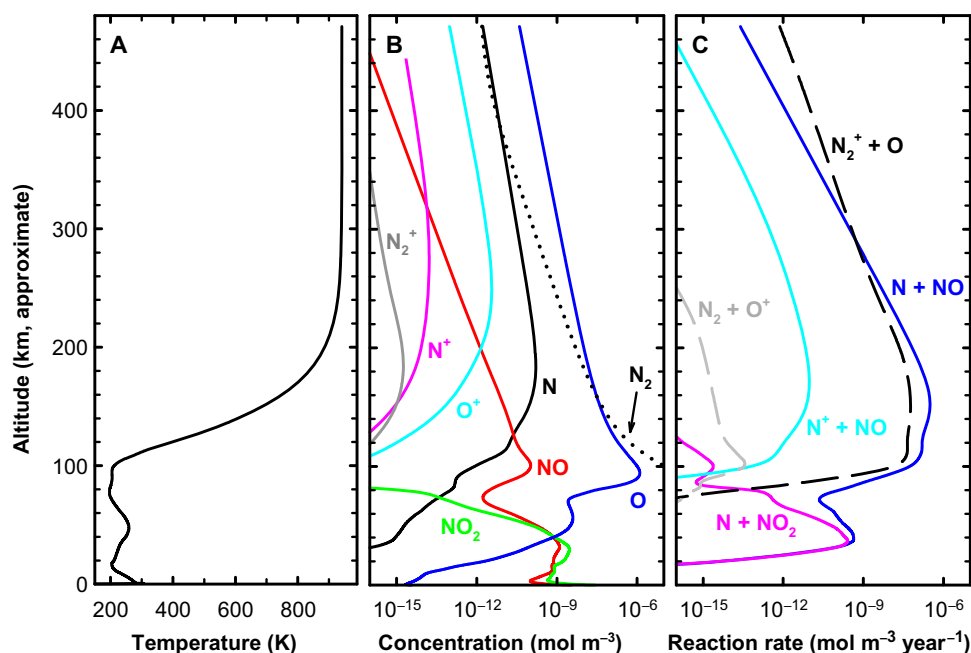 A
B
C
Altitude (km, approximate)
400
300
200
100
0
200 400 600 800
Temperature (K)
N₂⁺
N⁺
O⁺
N
N₂
NO
O
NO₂
10⁻¹⁵ 10⁻¹² 10⁻⁹ 10⁻⁶
Concentration (mol m⁻³)
N₂⁺ + O
N + NO
N₂ + O⁺
N⁺ + NO
N + NO₂
10⁻¹⁵ 10⁻¹² 10⁻⁹ 10⁻⁶
Reaction rate (mol m⁻³ year⁻¹)